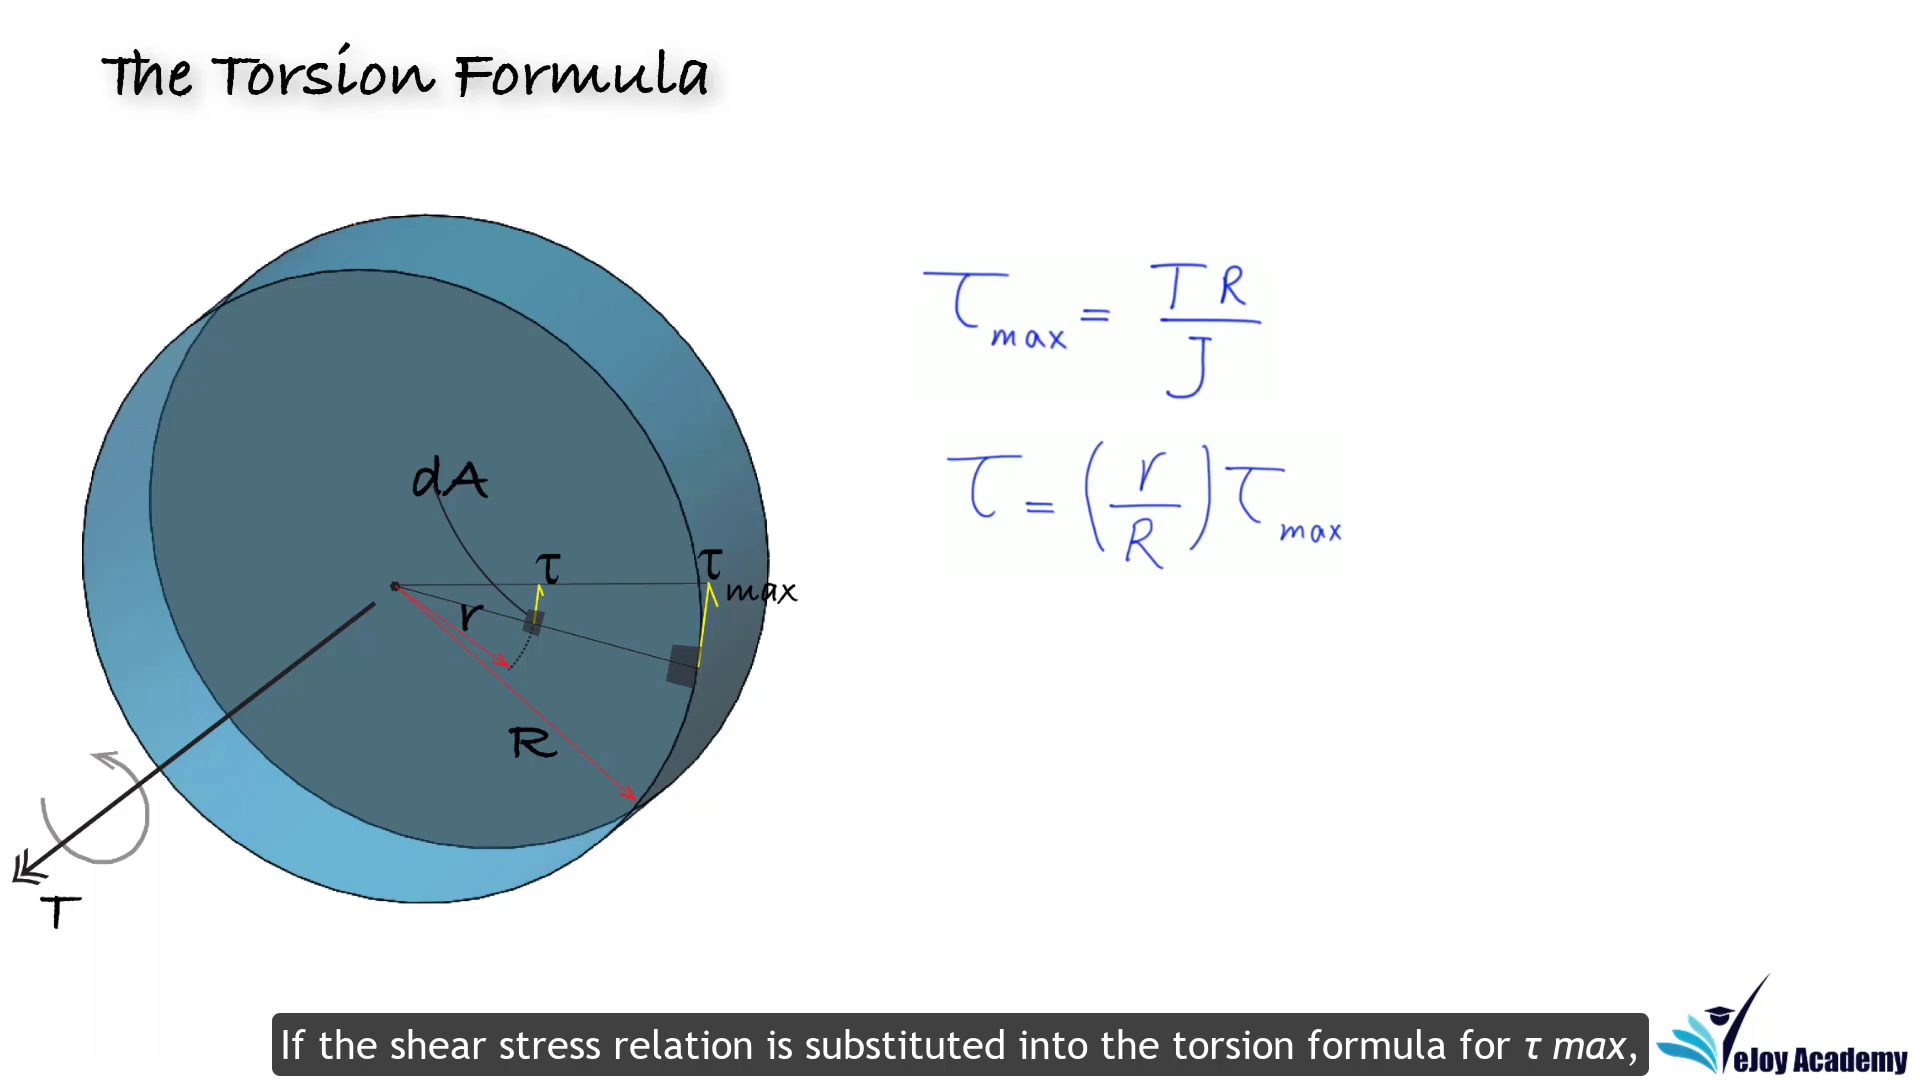 The Torsion Formula
τmax = TR/J
τ = (r/R) τmax
dA
τ
τmax
r
R
T
If the shear stress relation is substituted into the torsion formula for τ max,
eJoy Academy